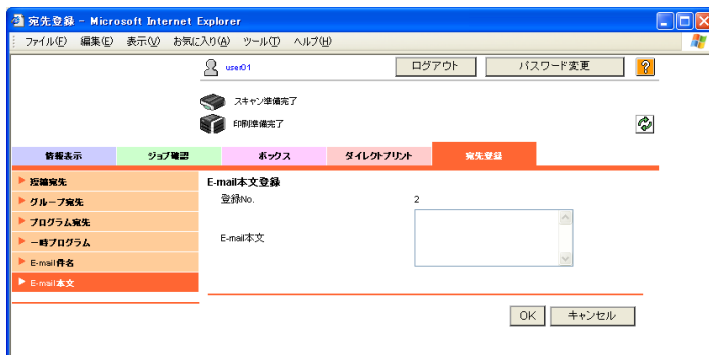 宛先登録 - Microsoft Internet Explorer
ファイル(F) 編集(E) 表示(V) お気に入り(A) ツール(T) ヘルプ(H)
user01 ログアウト パスワード変更 ?
スキャン準備完了
印刷準備完了
情報表示 ジョブ確認 ボックス ダイレクトプリント 宛先登録
短縮宛先
グループ宛先
プログラム宛先
一時プログラム
E-mail件名
E-mail本文
E-mail本文登録
登録No. 2
E-mail本文
OK キャンセル